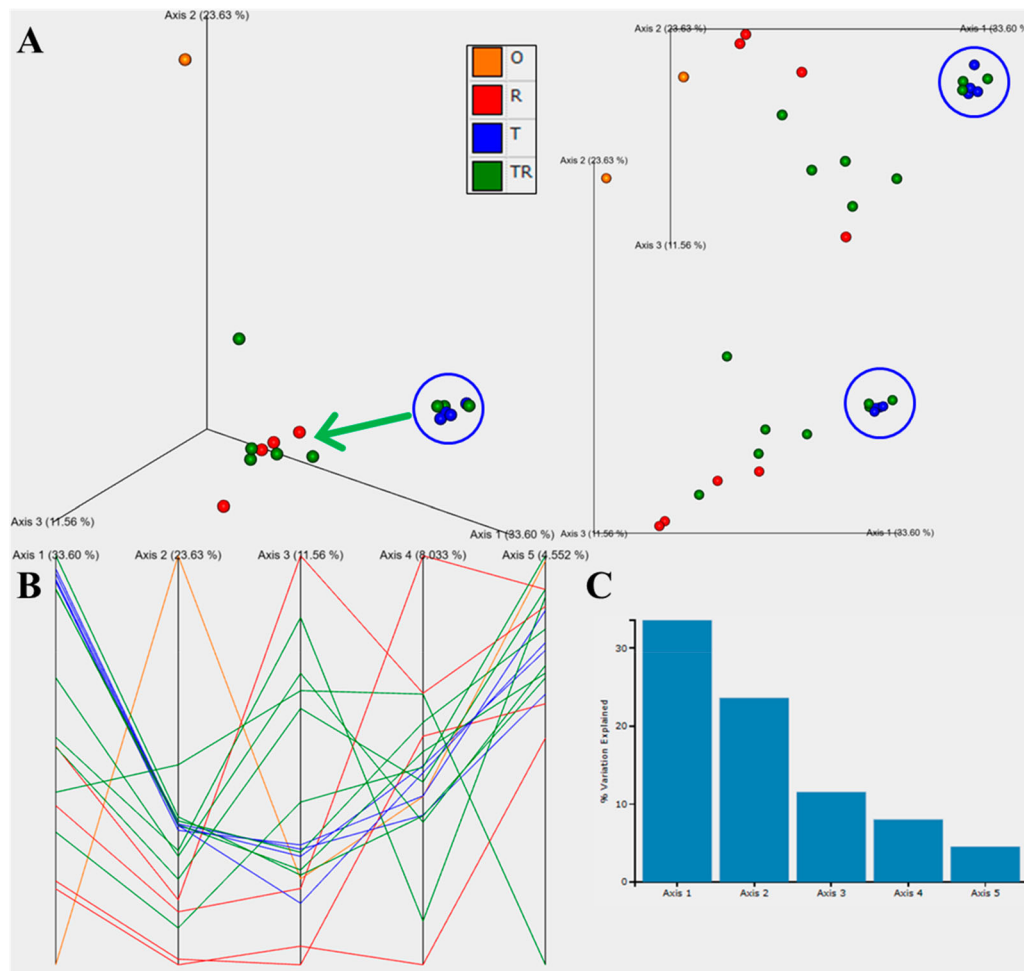 A
Axis 2 (23.63 %)
O
R
T
TR
Axis 3 (11.56 %)
Axis 1 (33.60 %)
Axis 2 (23.63 %)
Axis 1 (33.60 %
Axis 3 (11.56 %)
Axis 2 (23.63 %)
Axis 3 (11.56 %)
Axis 1 (33.60 %)
B
Axis 1 (33.60 %)
Axis 2 (23.63 %)
Axis 3 (11.56 %)
Axis 4 (8.033 %)
Axis 5 (4.552 %)
C
% Variation Explained
30
20
10
0
Axis 1
Axis 2
Axis 3
Axis 4
Axis 5